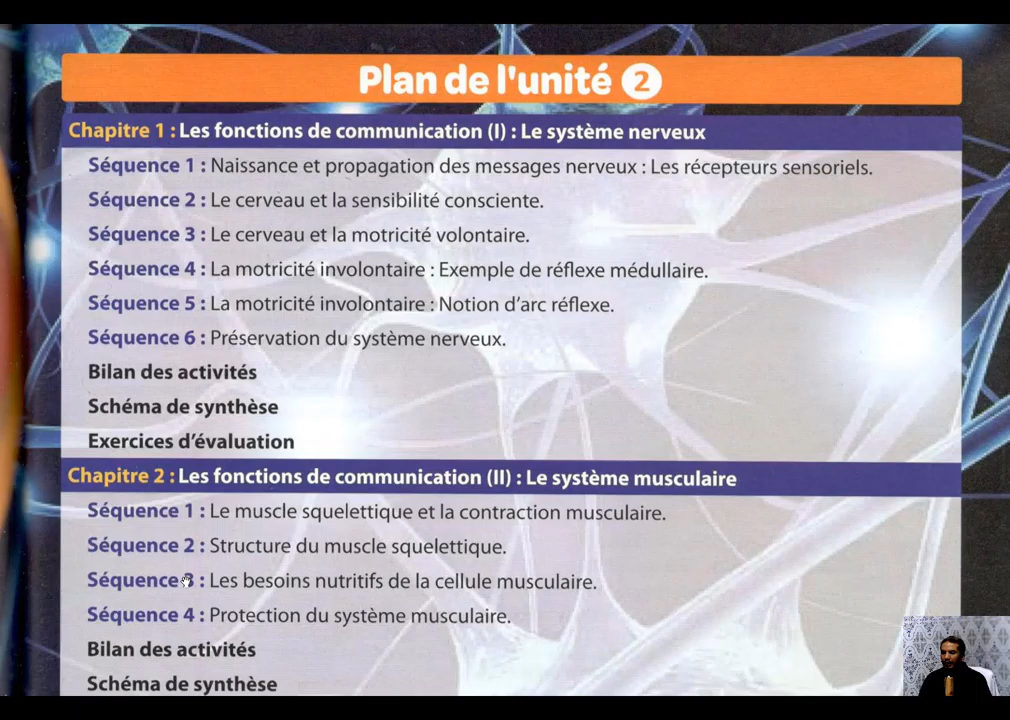 Plan de l'unité 2
Chapitre 1 : Les fonctions de communication (I) : Le système nerveux
Séquence 1 : Naissance et propagation des messages nerveux : Les récepteurs sensoriels.
Séquence 2 : Le cerveau et la sensibilité consciente.
Séquence 3 : Le cerveau et la motricité volontaire.
Séquence 4 : La motricité involontaire : Exemple de réflexe médullaire.
Séquence 5 : La motricité involontaire : Notion d'arc réflexe.
Séquence 6 : Préservation du système nerveux.
Bilan des activités
Schéma de synthèse
Exercices d'évaluation
Chapitre 2 : Les fonctions de communication (II) : Le système musculaire
Séquence 1 : Le muscle squelettique et la contraction musculaire.
Séquence 2 : Structure du muscle squelettique.
Séquence 3 : Les besoins nutritifs de la cellule musculaire.
Séquence 4 : Protection du système musculaire.
Bilan des activités
Schéma de synthèse